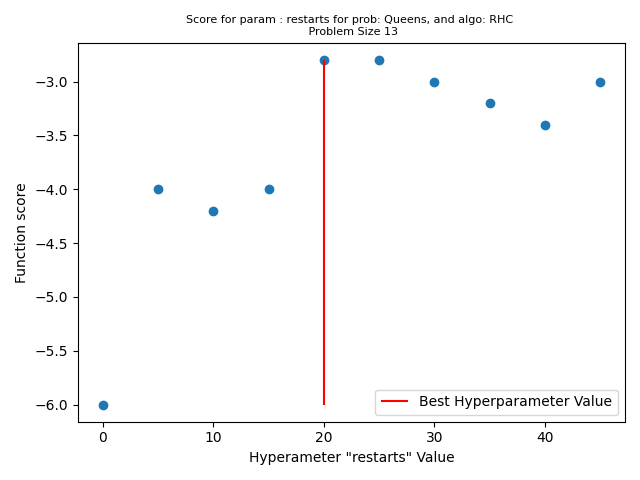 Score for param : restarts for prob: Queens, and algo: RHC
Problem Size 13
Function score
−3.0
−3.5
−4.0
−4.5
−5.0
−5.5
−6.0
Best Hyperparameter Value
0 10 20 30 40
Hyperameter "restarts" Value